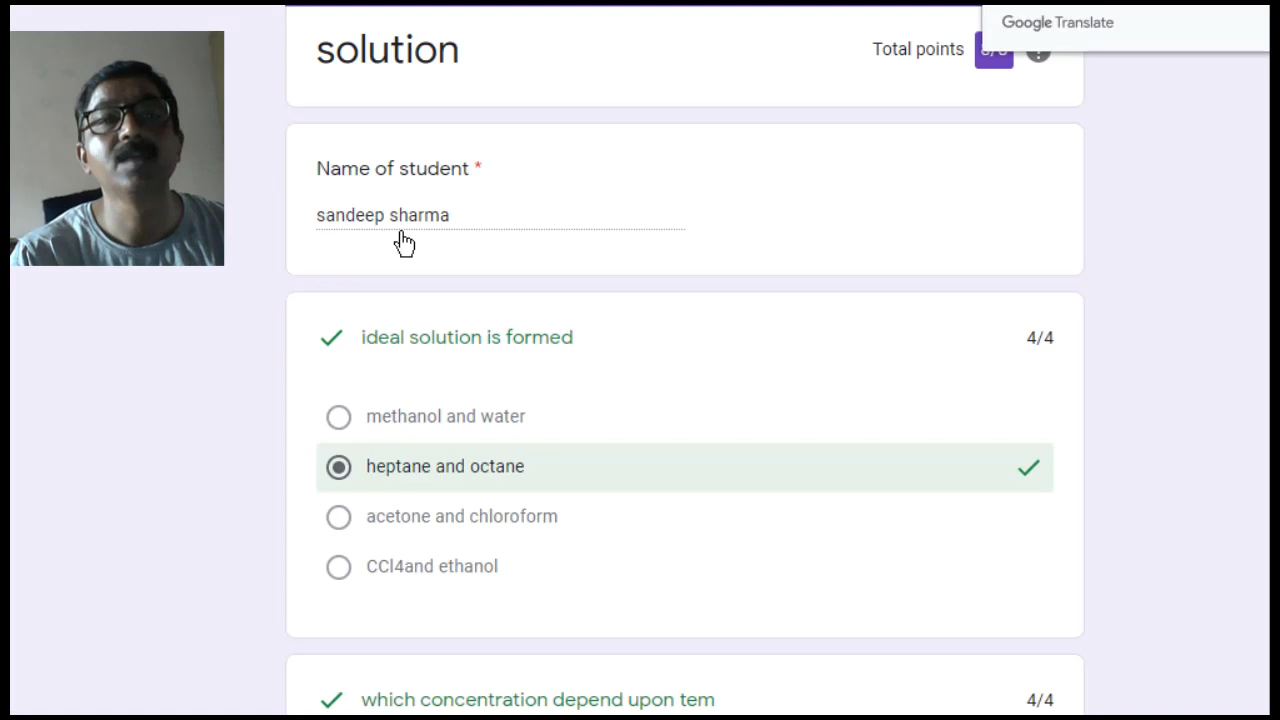 Google Translate
solution
Total points
Name of student *
sandeep sharma
ideal solution is formed
4/4
methanol and water
heptane and octane
acetone and chloroform
CCl4and ethanol
which concentration depend upon tem
4/4